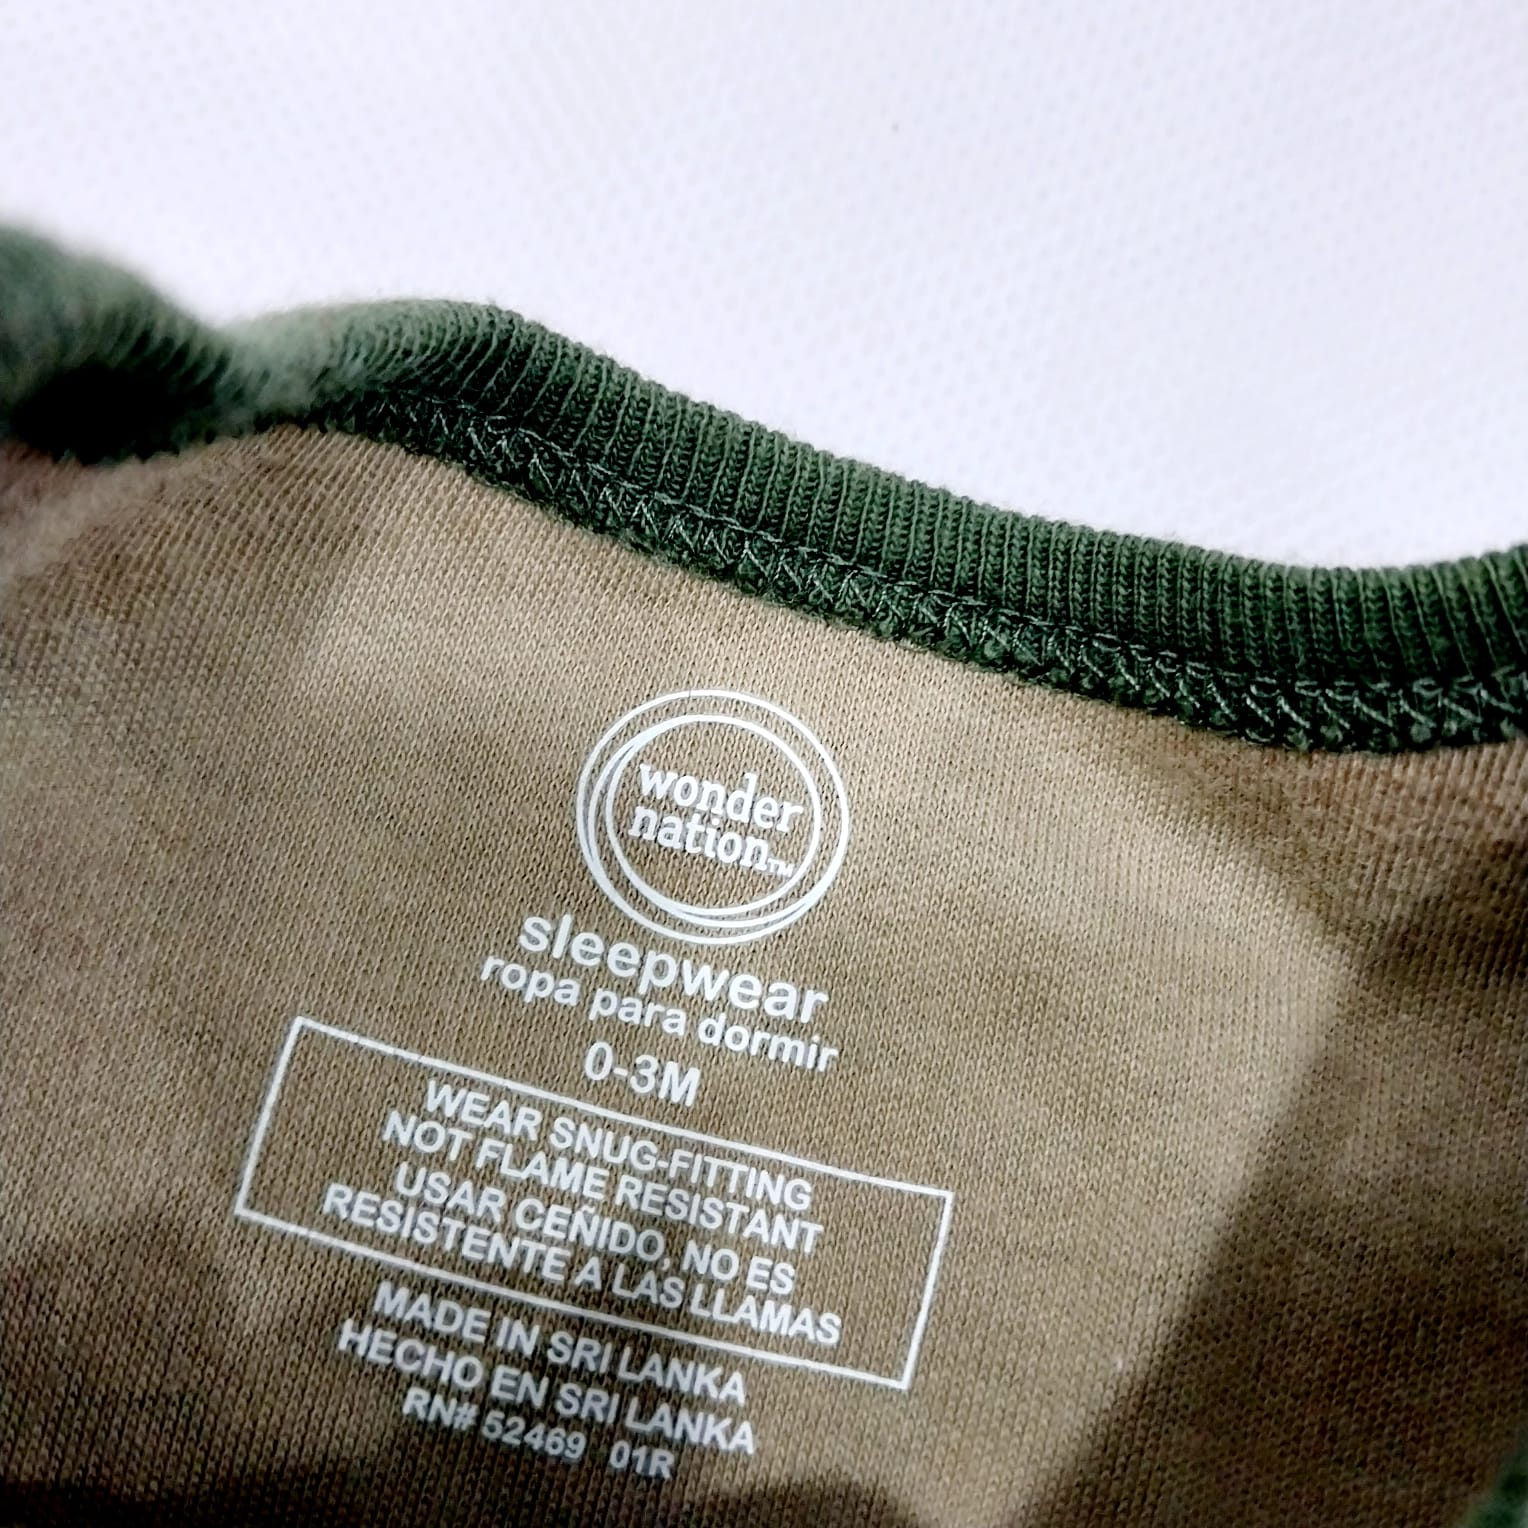 wonder
nation™
sleepwear
ropa para dormir
0-3M
WEAR SNUG-FITTING
NOT FLAME RESISTANT
USAR CEÑIDO, NO ES
RESISTENTE A LAS LLAMAS
MADE IN SRI LANKA
HECHO EN SRI LANKA
RN# 52469 01R